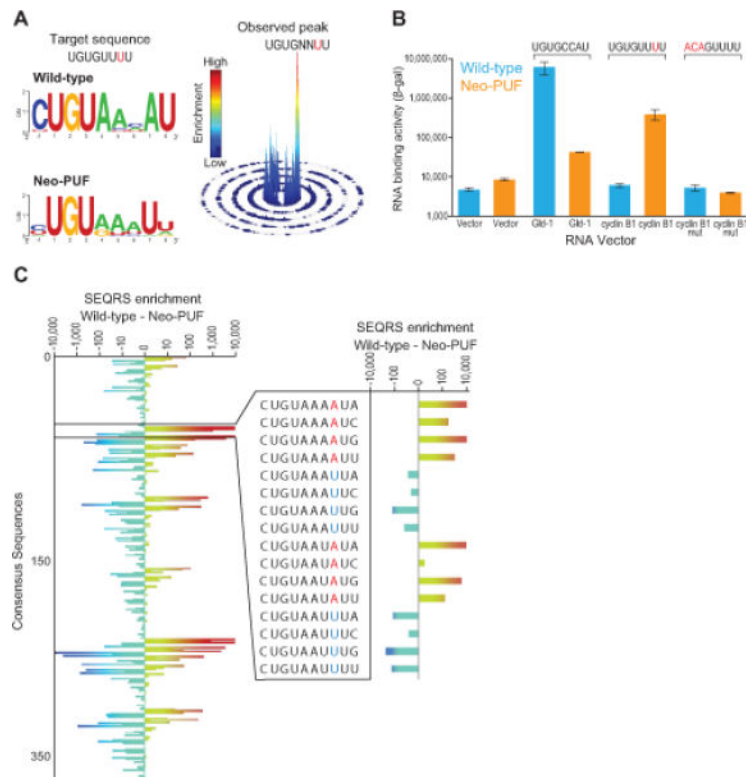 A
Target sequence
UGUGUUUU
Wild-type
CUGUAAAU
Neo-PUF
UGUAAAU
Observed peak
UGUGNNUU
High
Enrichment
Low
B
UGUGCCAU UGUGUUUU ACAGUUUU
Wild-type
Neo-PUF
RNA binding activity (β-gal)
10,000,000
1,000,000
100,000
10,000
1,000
Vector Vector Gld-1 Gld-1 cyclin B1 cyclin B1 cyclin B1 mut cyclin B1 mut
RNA Vector
C
SEQRS enrichment
Wild-type - Neo-PUF
-10,000 -1,000 -100 -10 0 10 100 1,000 10,000
Consensus Sequences
0
150
350
SEQRS enrichment
Wild-type - Neo-PUF
-10,000 -100 0 100 10,000
CUGUAAAAUA
CUGUAAAAUC
CUGUAAAAUG
CUGUAAAAUU
CUGUAAAUUA
CUGUAAAUUC
CUGUAAAUUG
CUGUAAAUUU
CUGUAAUAUA
CUGUAAUAUC
CUGUAAUAUG
CUGUAAUAUU
CUGUAAUUUA
CUGUAAUUUC
CUGUAAUUUG
CUGUAAUUUU